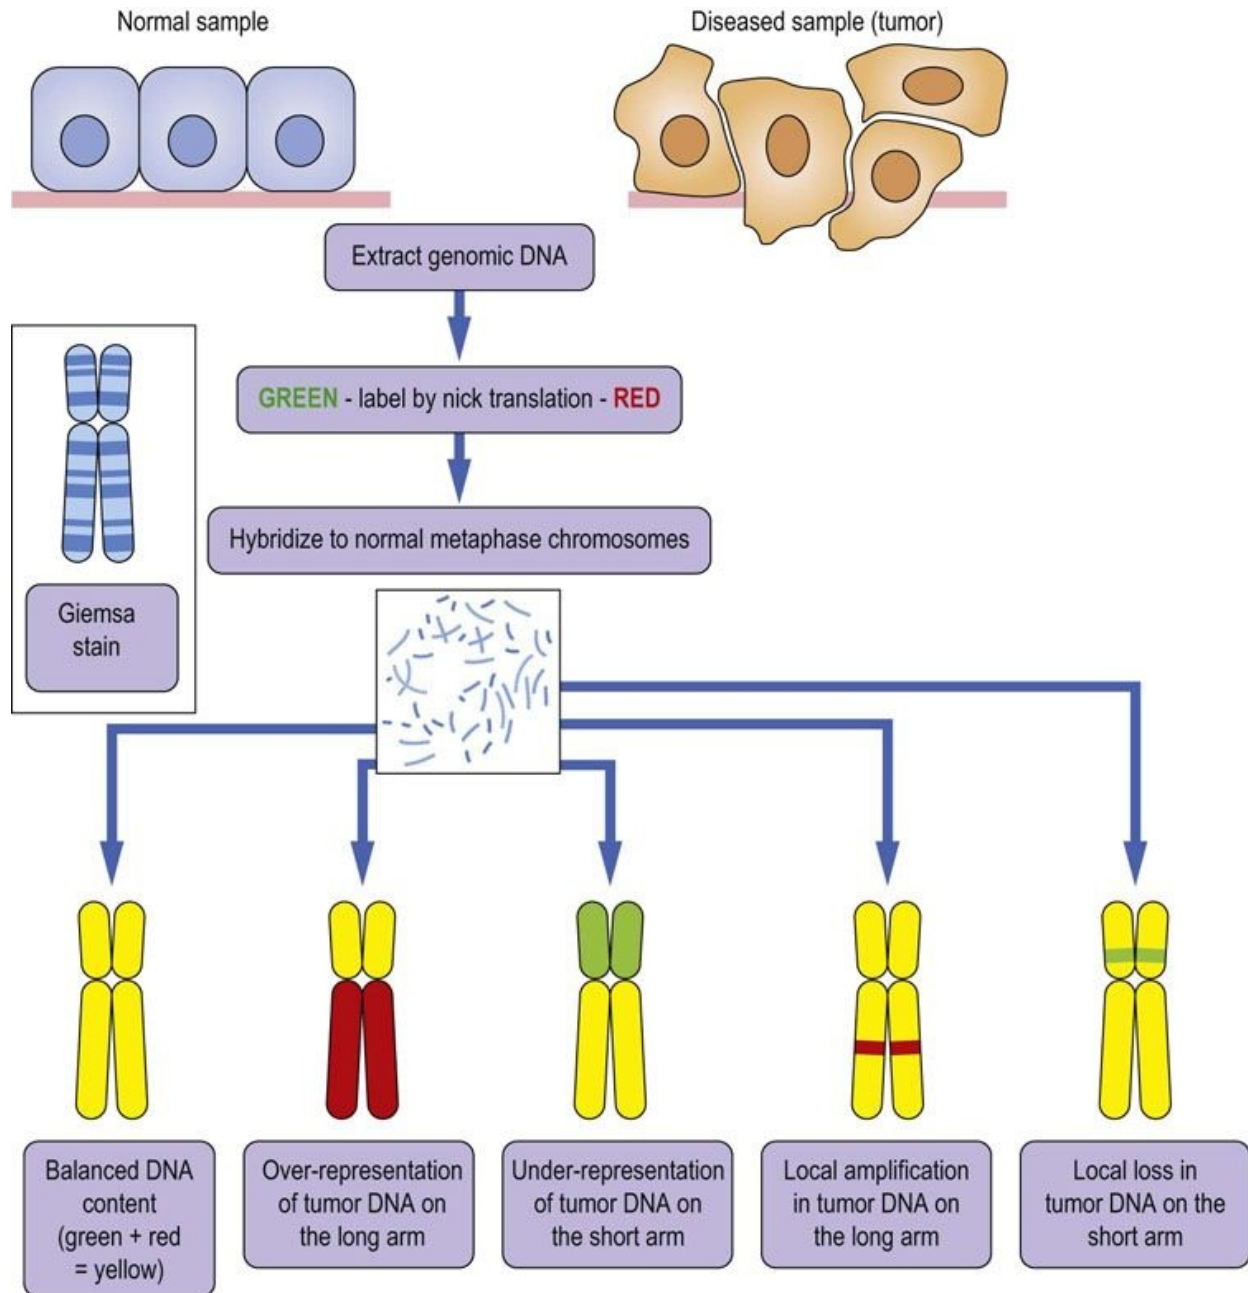 Normal sample
Diseased sample (tumor)
Extract genomic DNA
GREEN - label by nick translation - RED
Hybridize to normal metaphase chromosomes
Giemsa
stain
Balanced DNA
content
(green + red
= yellow)
Over-representation
of tumor DNA on
the long arm
Under-representation
of tumor DNA on
the short arm
Local amplification
in tumor DNA on
the long arm
Local loss in
tumor DNA on the
short arm